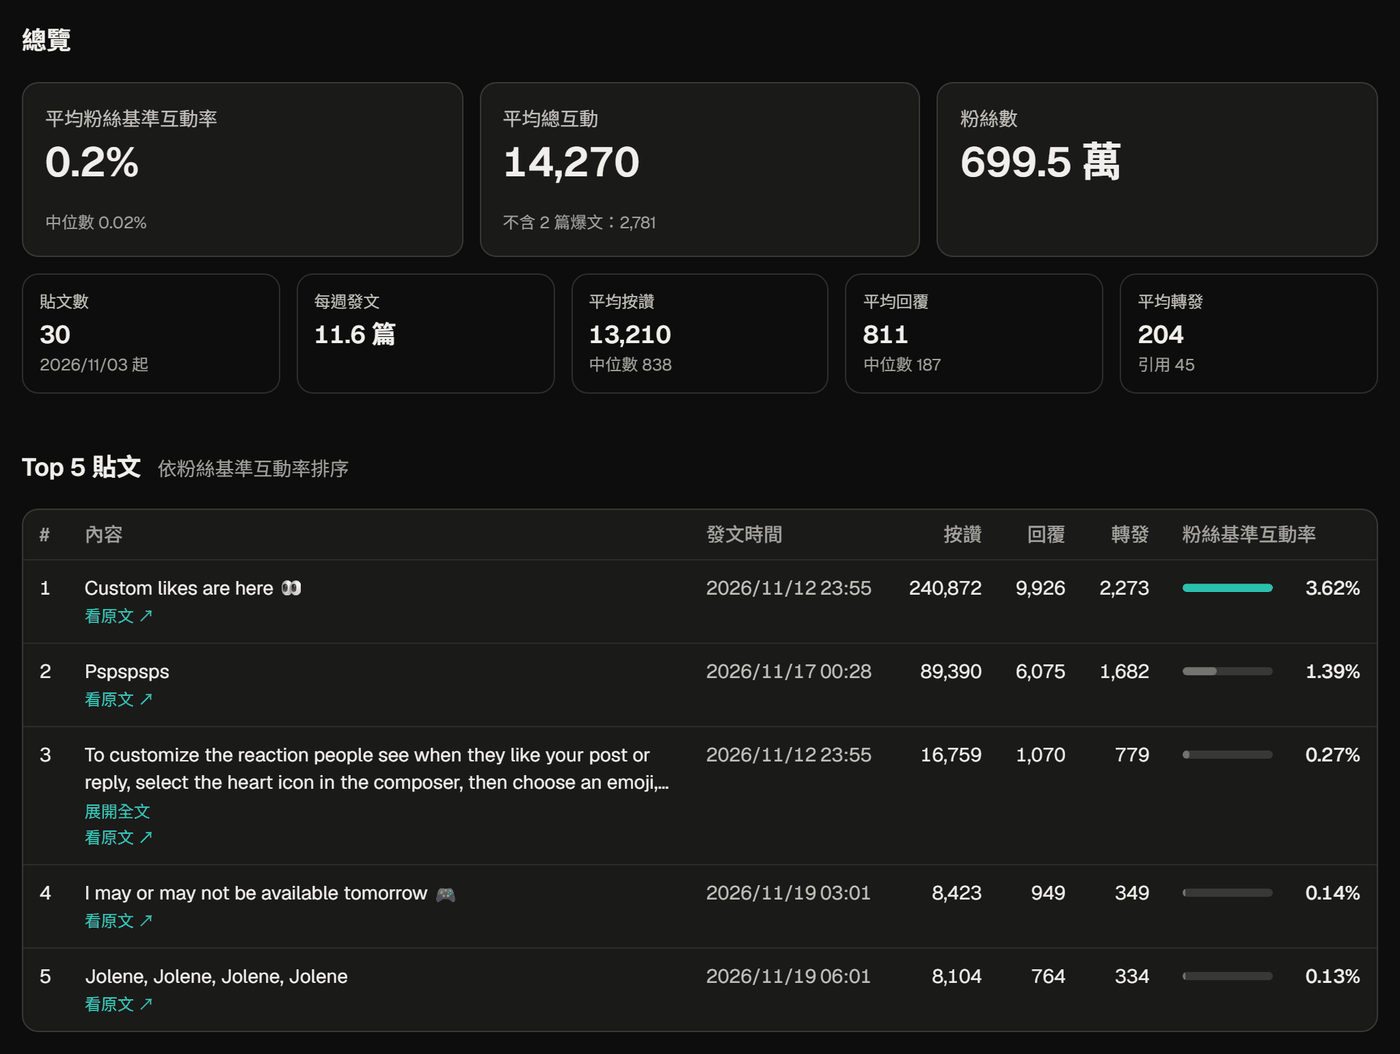 總覽
平均粉絲基準互動率
0.2%
中位數 0.02%
平均總互動
14,270
不含 2 篇爆文：2,781
粉絲數
699.5 萬
貼文數
30
2026/11/03 起
每週發文
11.6 篇
平均按讚
13,210
中位數 838
平均回覆
811
中位數 187
平均轉發
204
引用 45
Top 5 貼文 依粉絲基準互動率排序
# 內容 發文時間 按讚 回覆 轉發 粉絲基準互動率
1 Custom likes are here 👀 2026/11/12 23:55 240,872 9,926 2,273 3.62%
看原文 ↗
2 Pspspsps 2026/11/17 00:28 89,390 6,075 1,682 1.39%
看原文 ↗
3 To customize the reaction people see when they like your post or 2026/11/12 23:55 16,759 1,070 779 0.27%
reply, select the heart icon in the composer, then choose an emoji,...
展開全文
看原文 ↗
4 I may or may not be available tomorrow 🎮 2026/11/19 03:01 8,423 949 349 0.14%
看原文 ↗
5 Jolene, Jolene, Jolene, Jolene 2026/11/19 06:01 8,104 764 334 0.13%
看原文 ↗